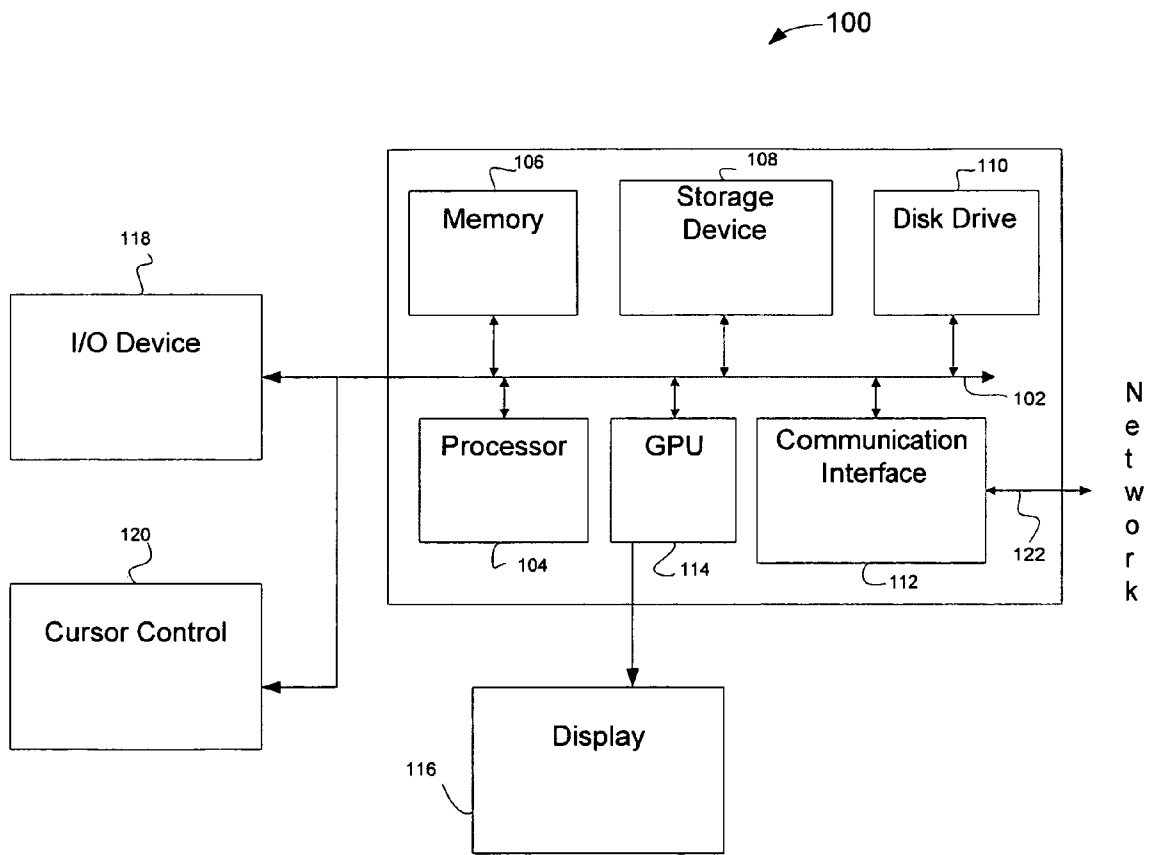 100
106
Memory
108
Storage
Device
110
Disk Drive
118
I/O Device
102
Processor
104
GPU
114
Communication
Interface
112
122
Network
120
Cursor Control
Display
116